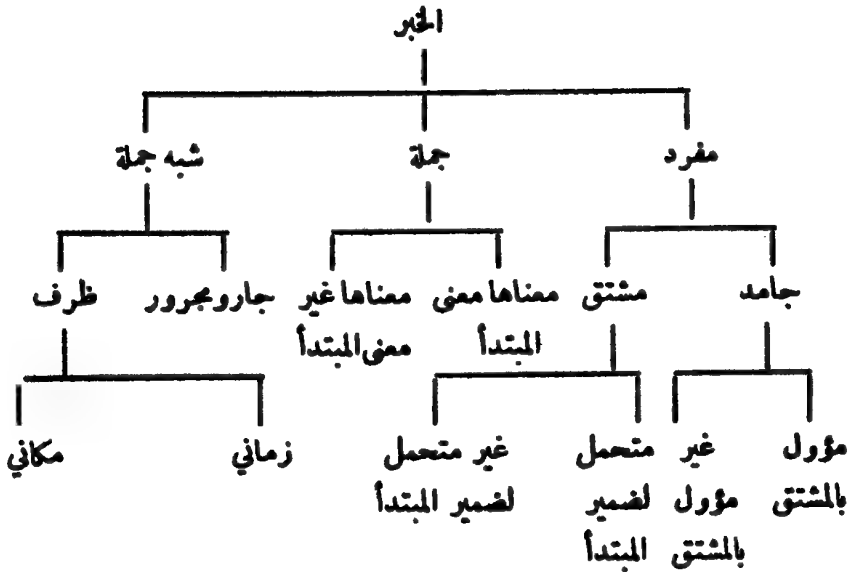 الخبر
مفرد جملة شبه جملة
جامد مشتق معناها معنى معناها غير جار ومجرور ظرف
المبتدأ معنى المبتدأ
مؤول غير متحمل غير متحمل زماني مكاني
بالمشتق مؤول لضمير لضمير المبتدأ
بالمشتق المبتدأ